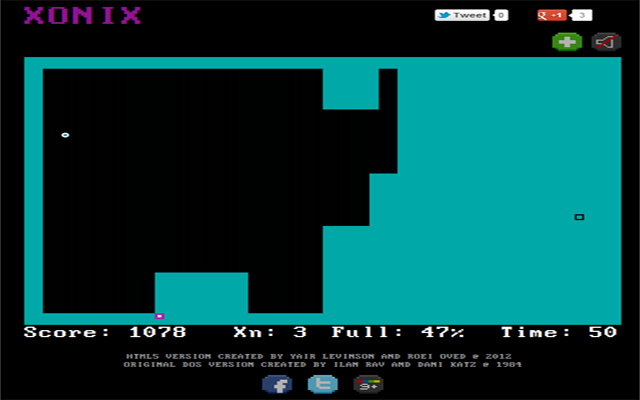 XONIX
Tweet 0
+1 3
Score: 1078 Xn: 3 Full: 47% Time: 50
HTML5 VERSION CREATED BY YAIR LEVINSON AND ROEI OVED @ 2012
ORIGINAL DOS VERSION CREATED BY ILAN RAV AND DANI KATZ @ 1984